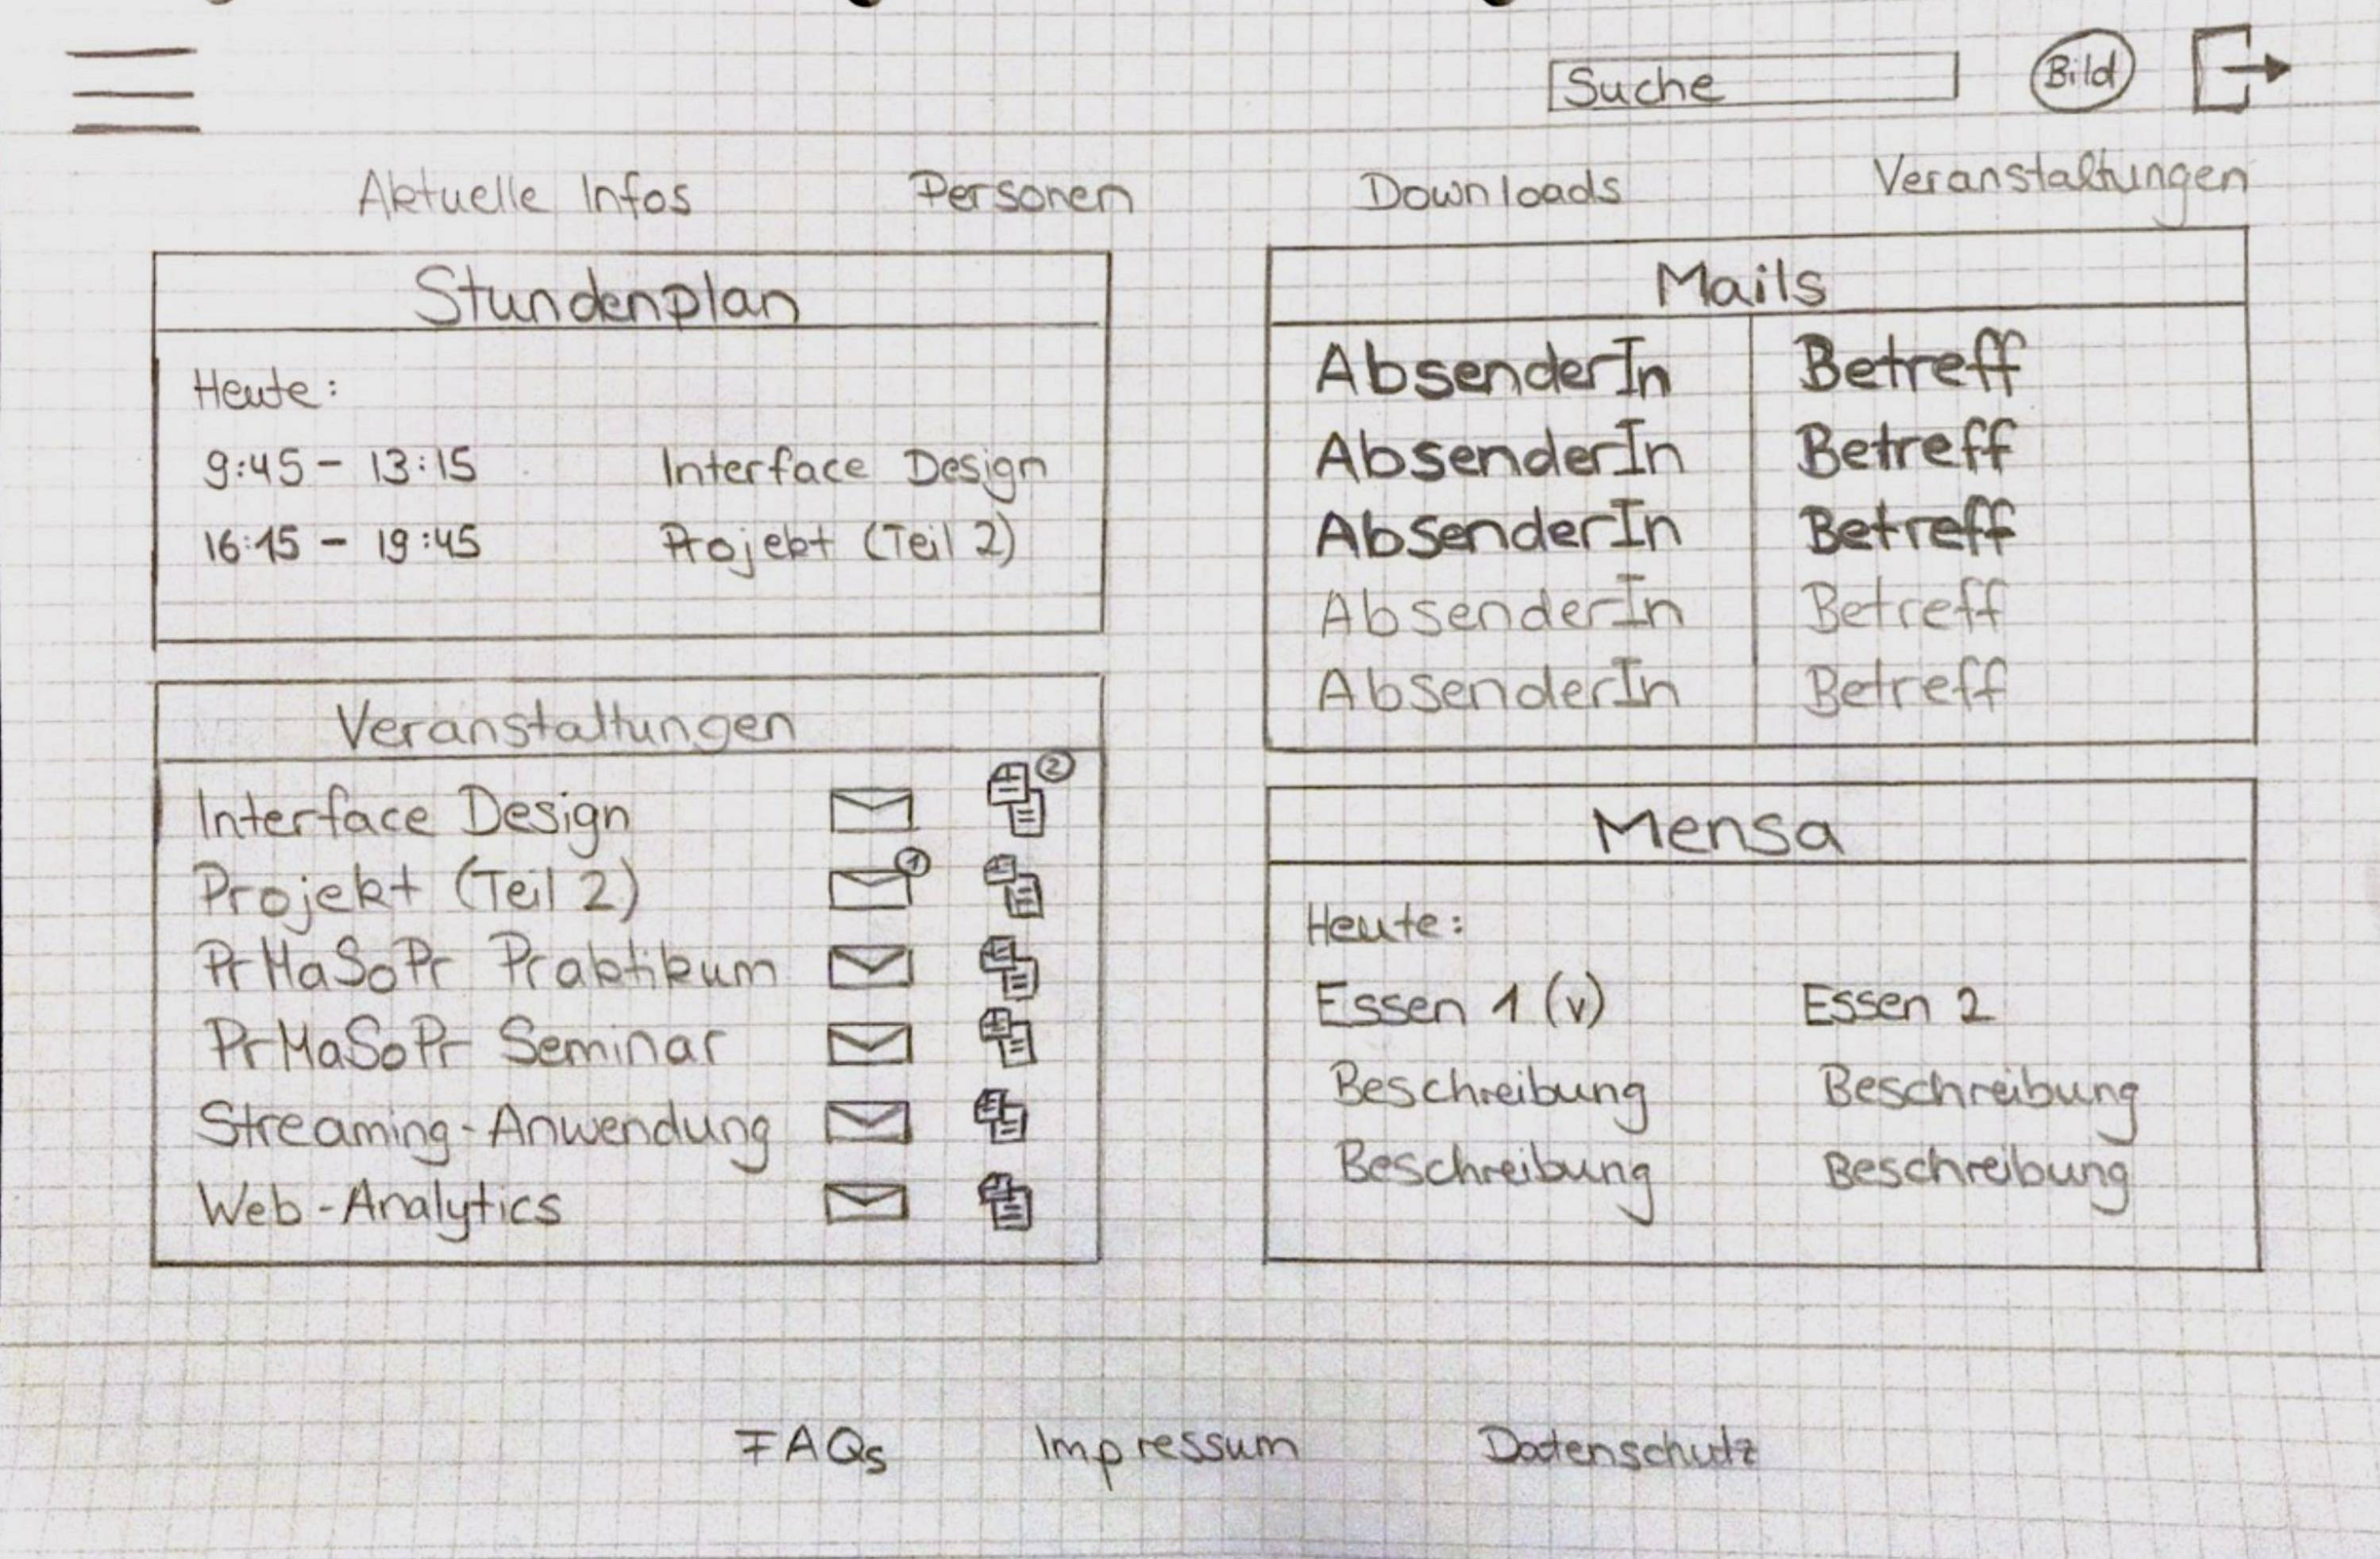 Suche Bild
Aktuelle Infos Personen Downloads Veranstaltungen
Stundenplan
Heute:
9:45 - 13:15 Interface Design
16:15 - 19:45 Projekt (Teil 2)
Veranstaltungen
Interface Design 2
Projekt (Teil 2) 1
PrMaSoPr Praktikum
PrMaSoPr Seminar
Streaming-Anwendung
Web-Analytics
Mails
AbsenderIn Betreff
AbsenderIn Betreff
AbsenderIn Betreff
AbsenderIn Betreff
AbsenderIn Betreff
Mensa
Heute:
Essen 1 (v) Essen 2
Beschreibung Beschreibung
Beschreibung Beschreibung
FAQs Impressum Datenschutz